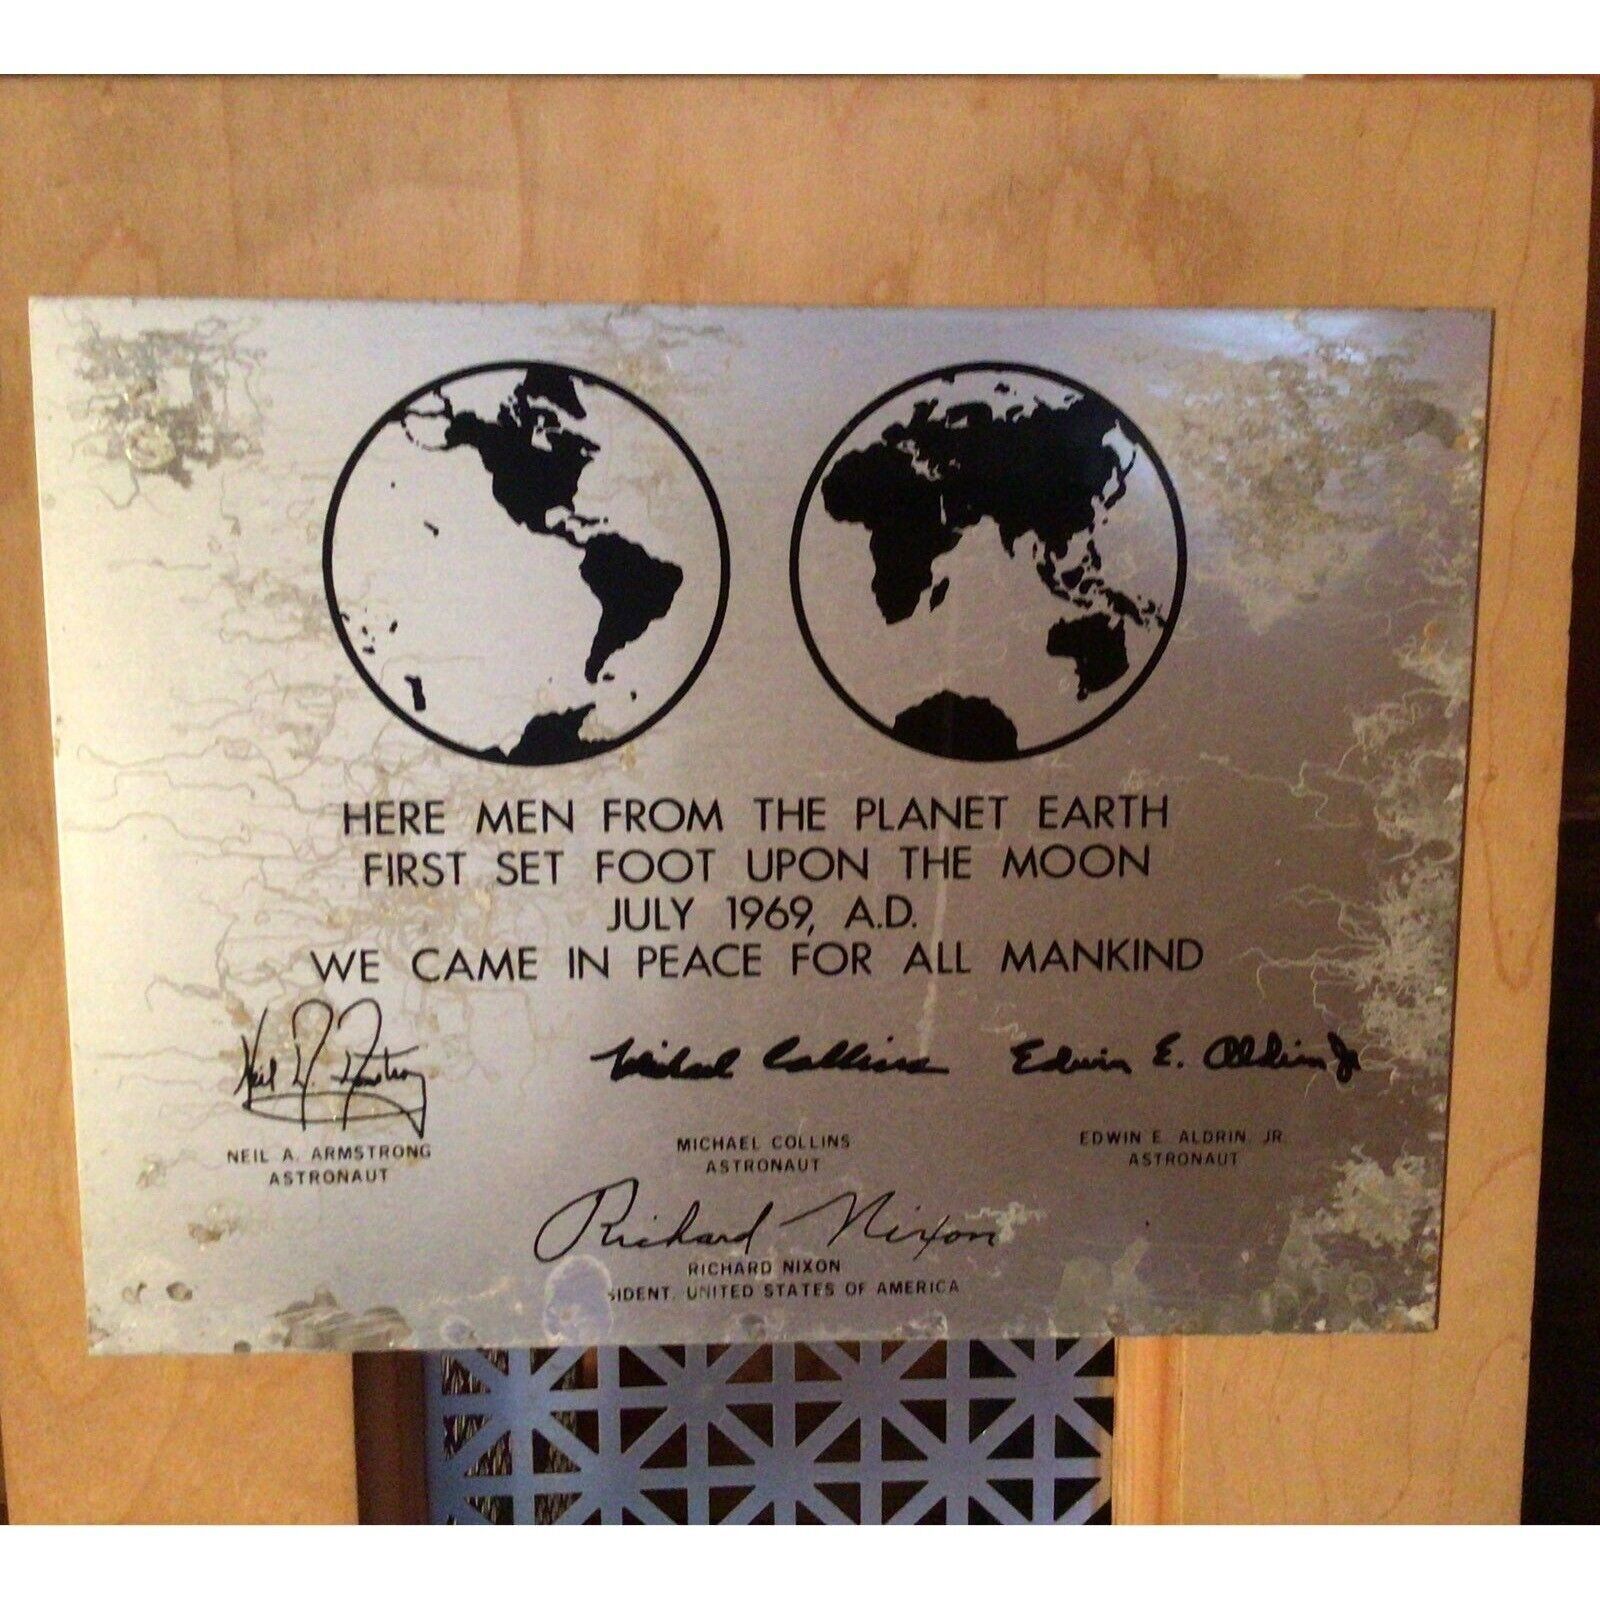 HERE MEN FROM THE PLANET EARTH
FIRST SET FOOT UPON THE MOON
JULY 1969, A.D.
WE CAME IN PEACE FOR ALL MANKIND
Neil A. Armstrong Michael Collins Edwin E. Aldrin Jr
NEIL A. ARMSTRONG MICHAEL COLLINS EDWIN E. ALDRIN, JR.
ASTRONAUT ASTRONAUT ASTRONAUT
Richard Nixon
RICHARD NIXON
SIDENT, UNITED STATES OF AMERICA